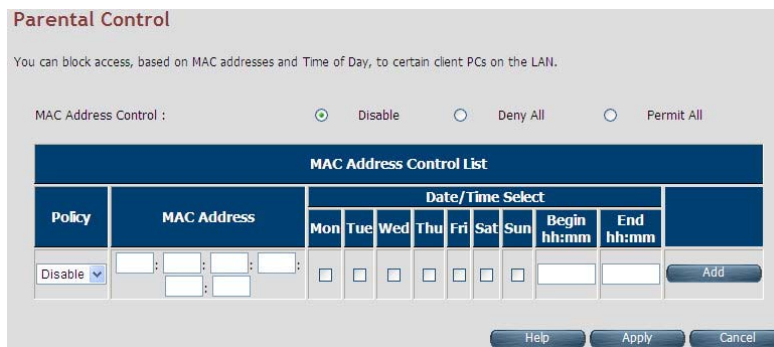 Parental Control
You can block access, based on MAC addresses and Time of Day, to certain client PCs on the LAN.
MAC Address Control : Disable Deny All Permit All
MAC Address Control List
Policy MAC Address Date/Time Select
Mon Tue Wed Thu Fri Sat Sun Begin hh:mm End hh:mm
Disable : : : : : Add
Help Apply Cancel